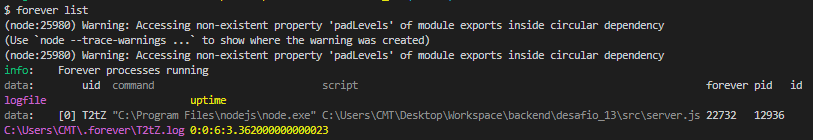 $ forever list
(node:25980) Warning: Accessing non-existent property 'padLevels' of module exports inside circular dependency
(Use `node --trace-warnings ...` to show where the warning was created)
(node:25980) Warning: Accessing non-existent property 'padLevels' of module exports inside circular dependency
info:    Forever processes running
data:        uid  command                           script                                                       forever pid   id
logfile                        uptime
data:    [0] T2tZ "C:\Program Files\nodejs\node.exe" C:\Users\CMT\Desktop\Workspace\backend\desafio_13\src\server.js 22732  12936
C:\Users\CMT\.forever\T2tZ.log 0:0:6:3.362000000000023